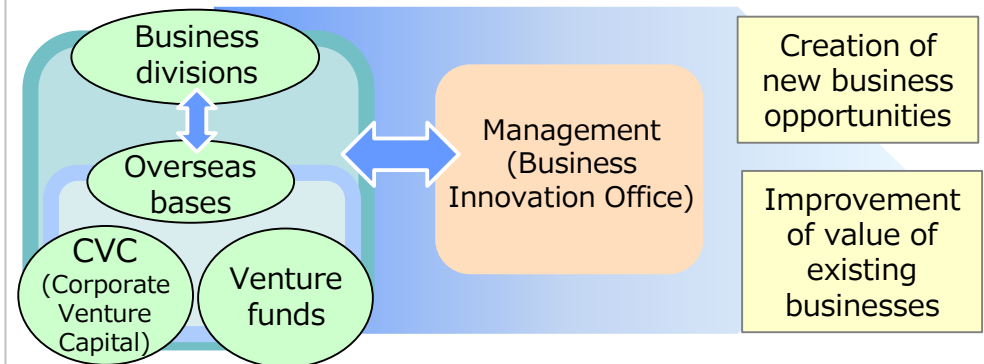 Business
divisions
Overseas
bases
CVC
(Corporate
Venture
Capital)
Venture
funds
Management
(Business
Innovation Office)
Creation of
new business
opportunities
Improvement
of value of
existing
businesses